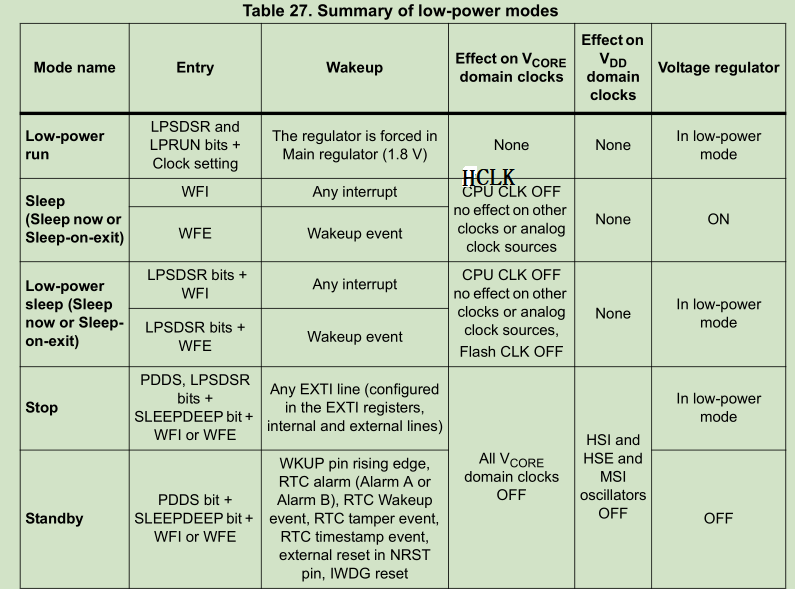 Table 27. Summary of low-power modes
Mode name
Entry
Wakeup
Effect on VCORE
domain clocks
Effect on
VDD
domain
clocks
Voltage regulator
Low-power
run
LPSDSR and
LPRUN bits +
Clock setting
The regulator is forced in
Main regulator (1.8 V)
None
None
In low-power
mode
HCLK
Sleep
(Sleep now or
Sleep-on-exit)
WFI
Any interrupt
WFE
Wakeup event
CPU CLK OFF
no effect on other
clocks or analog
clock sources
None
ON
Low-power
sleep (Sleep
now or Sleep-
on-exit)
LPSDSR bits +
WFI
Any interrupt
LPSDSR bits +
WFE
Wakeup event
CPU CLK OFF
no effect on other
clocks or analog
clock sources,
Flash CLK OFF
None
In low-power
mode
Stop
PDDS, LPSDSR
bits +
SLEEPDEEP bit +
WFI or WFE
Any EXTI line (configured
in the EXTI registers,
internal and external lines)
All VCORE
domain clocks
OFF
HSI and
HSE and
MSI
oscillators
OFF
In low-power
mode
Standby
PDDS bit +
SLEEPDEEP bit +
WFI or WFE
WKUP pin rising edge,
RTC alarm (Alarm A or
Alarm B), RTC Wakeup
event, RTC tamper event,
RTC timestamp event,
external reset in NRST
pin, IWDG reset
OFF